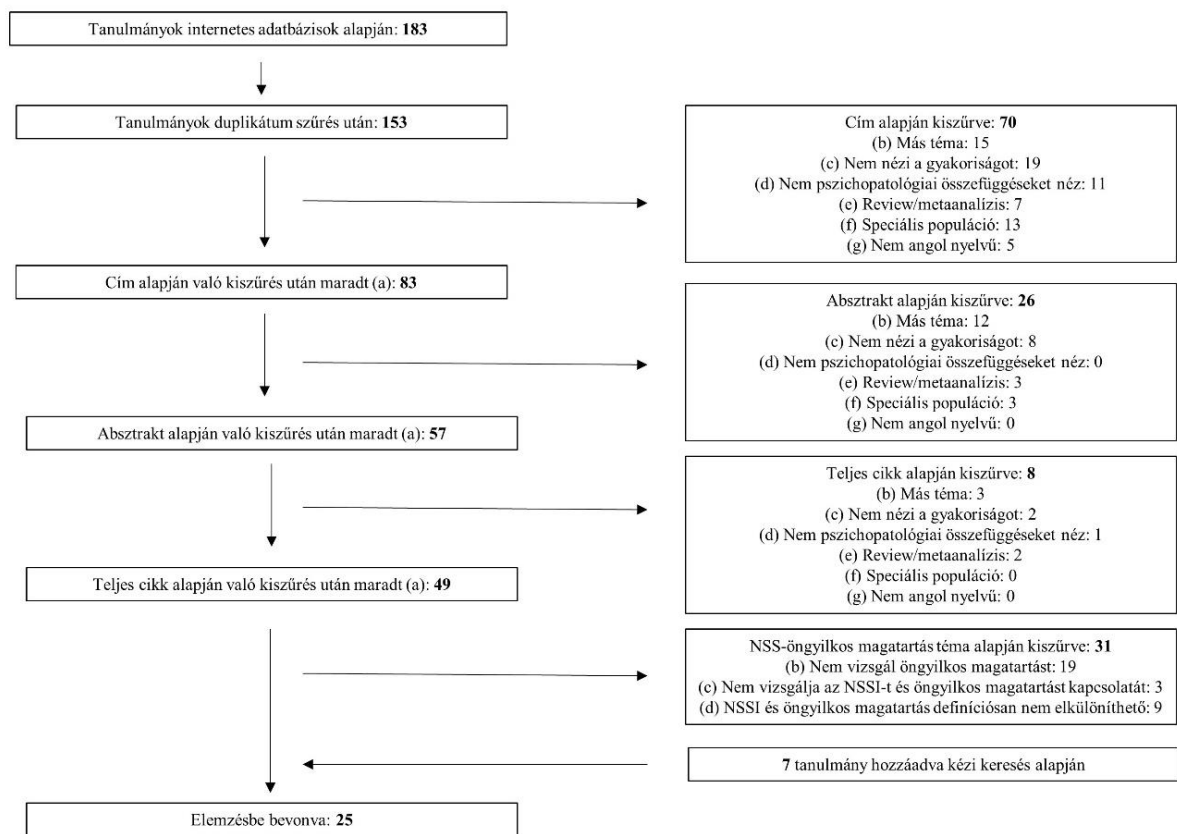 Tanulmányok internetes adatbázisok alapján: 183
Tanulmányok duplikátum szűrés után: 153
Cím alapján kiszűrve: 70
(b) Más téma: 15
(c) Nem nézi a gyakoriságot: 19
(d) Nem pszichopatológiai összefüggéseket néz: 11
(e) Review/metaanalízis: 7
(f) Speciális populáció: 13
(g) Nem angol nyelvű: 5
Cím alapján való kiszűrés után maradt (a): 83
Absztrakt alapján kiszűrve: 26
(b) Más téma: 12
(c) Nem nézi a gyakoriságot: 8
(d) Nem pszichopatológiai összefüggéseket néz: 0
(e) Review/metaanalízis: 3
(f) Speciális populáció: 3
(g) Nem angol nyelvű: 0
Absztrakt alapján való kiszűrés után maradt (a): 57
Teljes cikk alapján kiszűrve: 8
(b) Más téma: 3
(c) Nem nézi a gyakoriságot: 2
(d) Nem pszichopatológiai összefüggéseket néz: 1
(e) Review/metaanalízis: 2
(f) Speciális populáció: 0
(g) Nem angol nyelvű: 0
Teljes cikk alapján való kiszűrés után maradt (a): 49
NSS-öngyilkos magatartás téma alapján kiszűrve: 31
(b) Nem vizsgál öngyilkos magatartást: 19
(c) Nem vizsgálja az NSSI-t és öngyilkos magatartást kapcsolatát: 3
(d) NSSI és öngyilkos magatartás definíciósan nem elkülöníthető: 9
7 tanulmány hozzáadva kézi keresés alapján
Elemzésbe bevonva: 25